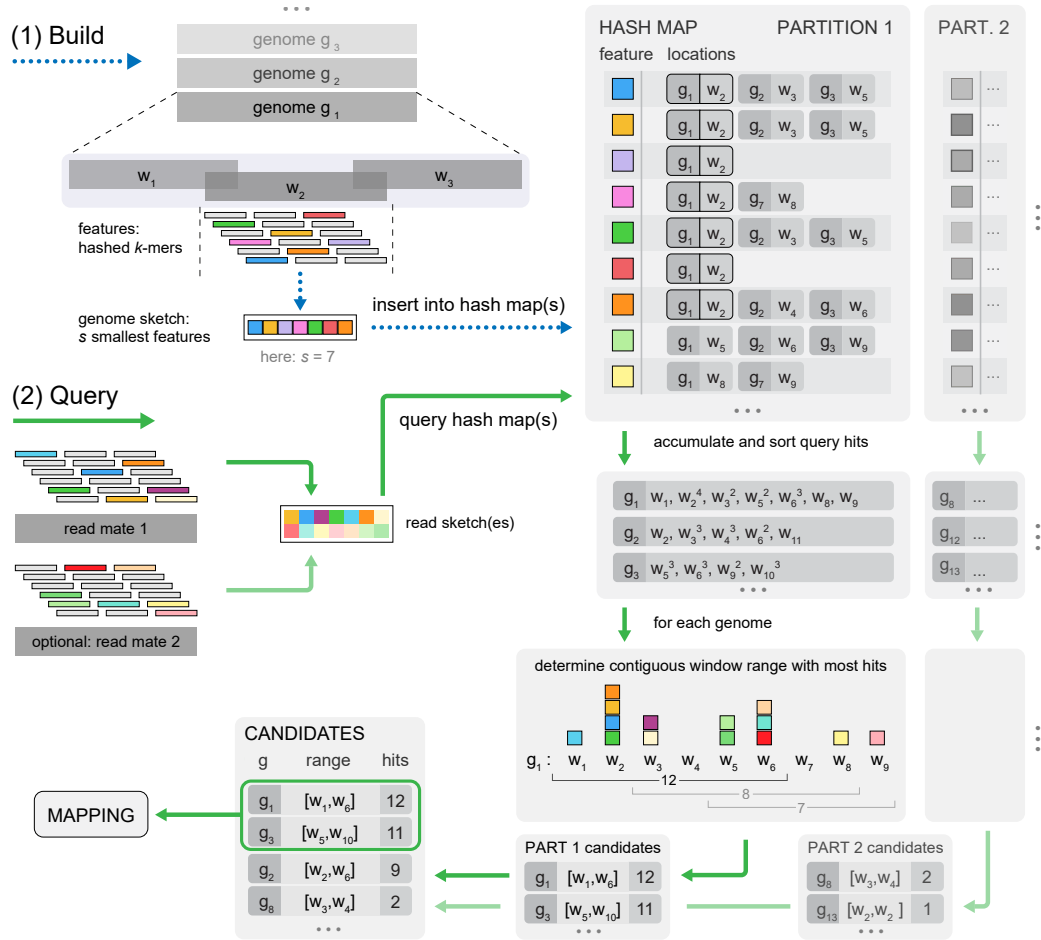 (1) Build
...
genome g3
genome g2
genome g1
w1
w2
w3
features:
hashed k-mers
genome sketch:
s smallest features
here: s = 7
insert into hash map(s)
HASH MAP PARTITION 1
feature locations
g1 w2 g2 w3 g3 w5
g1 w2 g2 w3 g3 w5
g1 w2
g1 w2 g7 w8
g1 w2 g2 w3 g3 w5
g1 w2
g1 w2 g2 w4 g3 w6
g1 w5 g2 w6 g3 w9
g1 w8 g7 w9
...
PART. 2
...
...
...
...
...
...
...
...
...
...
(2) Query
query hash map(s)
read mate 1
optional: read mate 2
read sketch(es)
accumulate and sort query hits
g1 w1, w2^4, w3^2, w5^2, w6^3, w8, w9
g2 w2, w3^3, w4^3, w6^2, w11
g3 w5^3, w6^3, w9^2, w10^3
...
g8 ...
g12 ...
g13 ...
...
for each genome
determine contiguous window range with most hits
g1 : w1 w2 w3 w4 w5 w6 w7 w8 w9
12
8
7
CANDIDATES
g range hits
g1 [w1,w6] 12
g3 [w5,w10] 11
g2 [w2,w6] 9
g8 [w3,w4] 2
...
MAPPING
PART 1 candidates
g1 [w1,w6] 12
g3 [w5,w10] 11
...
PART 2 candidates
g8 [w3,w4] 2
g13 [w2,w2 ] 1
...